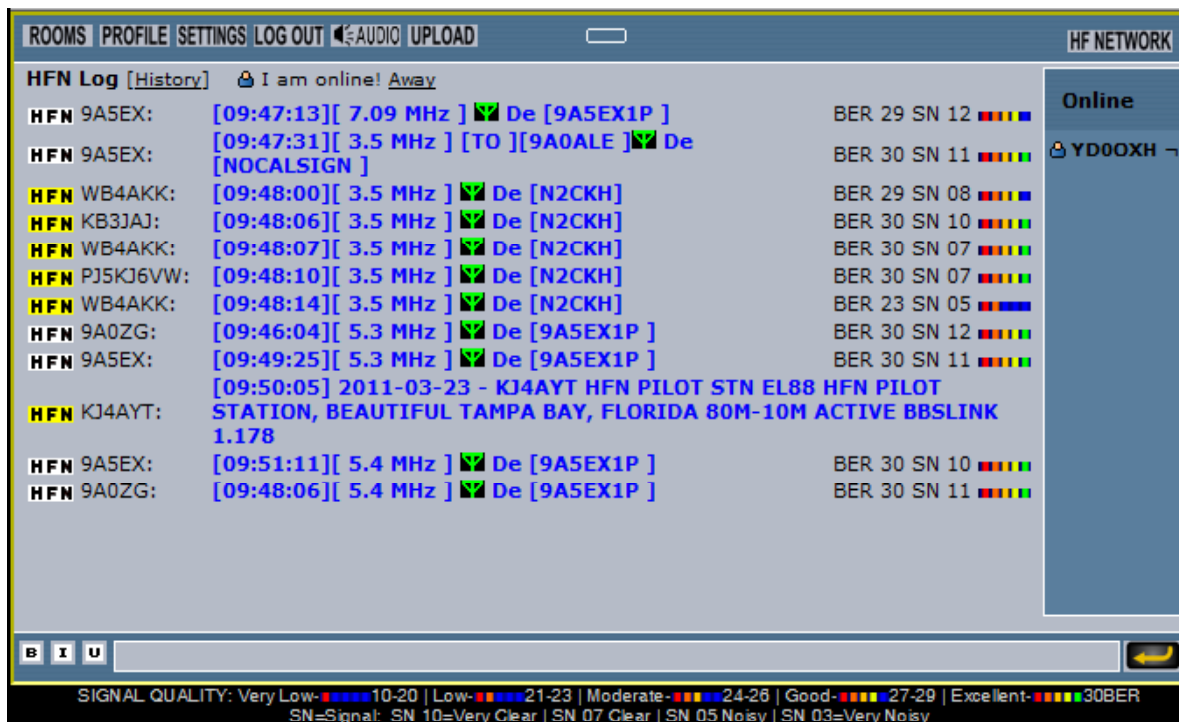 ROOMS PROFILE SETTINGS LOG OUT AUDIO UPLOAD HF NETWORK
HFN Log [History] I am online! Away
Online
YD0OXH ¬
HFN 9A5EX: [09:47:13][ 7.09 MHz ] De [9A5EX1P ] BER 29 SN 12
HFN 9A5EX: [09:47:31][ 3.5 MHz ] [TO ][9A0ALE ] De
[NOCALSIGN ] BER 30 SN 11
HFN WB4AKK: [09:48:00][ 3.5 MHz ] De [N2CKH] BER 29 SN 08
HFN KB3JAJ: [09:48:06][ 3.5 MHz ] De [N2CKH] BER 30 SN 10
HFN WB4AKK: [09:48:07][ 3.5 MHz ] De [N2CKH] BER 30 SN 07
HFN PJ5KJ6VW: [09:48:10][ 3.5 MHz ] De [N2CKH] BER 30 SN 07
HFN WB4AKK: [09:48:14][ 3.5 MHz ] De [N2CKH] BER 23 SN 05
HFN 9A0ZG: [09:46:04][ 5.3 MHz ] De [9A5EX1P ] BER 30 SN 12
HFN 9A5EX: [09:49:25][ 5.3 MHz ] De [9A5EX1P ] BER 30 SN 11
HFN KJ4AYT: [09:50:05] 2011-03-23 - KJ4AYT HFN PILOT STN EL88 HFN PILOT
STATION, BEAUTIFUL TAMPA BAY, FLORIDA 80M-10M ACTIVE BBSLINK
1.178
HFN 9A5EX: [09:51:11][ 5.4 MHz ] De [9A5EX1P ] BER 30 SN 10
HFN 9A0ZG: [09:48:06][ 5.4 MHz ] De [9A5EX1P ] BER 30 SN 11
B I U
SIGNAL QUALITY: Very Low- 10-20 | Low- 21-23 | Moderate- 24-26 | Good- 27-29 | Excellent- 30BER
SN=Signal: SN 10=Very Clear | SN 07 Clear | SN 05 Noisy | SN 03=Very Noisy